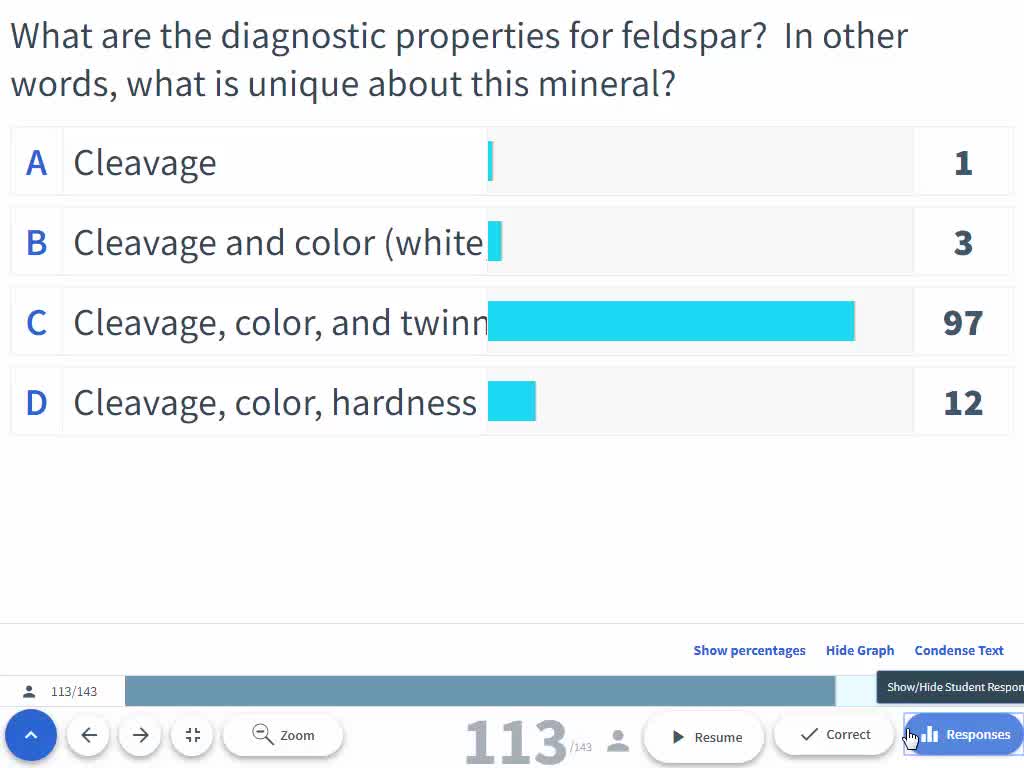 What are the diagnostic properties for feldspar?  In other
words, what is unique about this mineral?
A Cleavage 1
B Cleavage and color (white 3
C Cleavage, color, and twinn 97
D Cleavage, color, hardness 12
Show percentages Hide Graph Condense Text
113/143
Show/Hide Student Respon
Zoom 113 /143 Resume Correct Responses